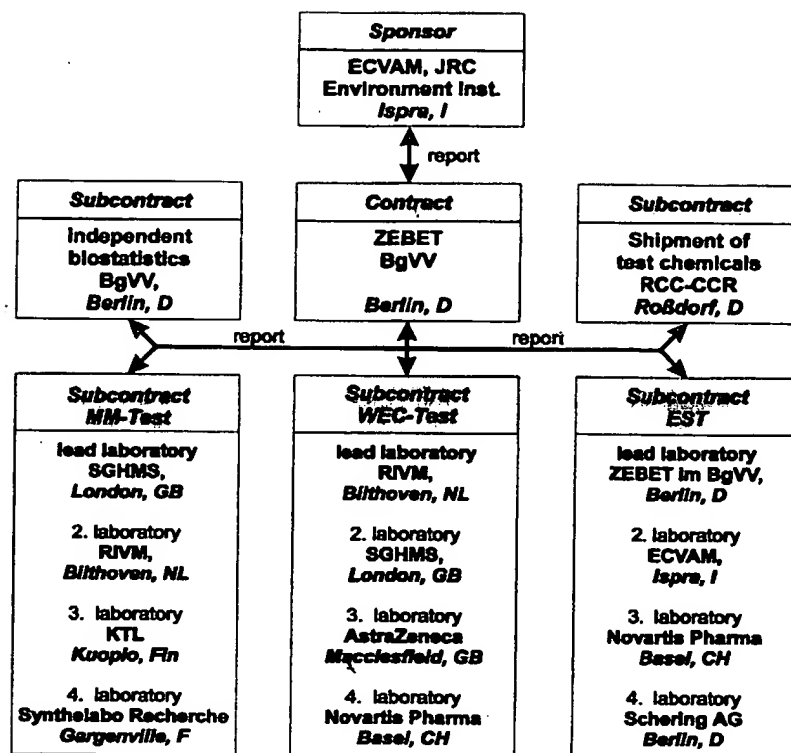 Sponsor
ECVAM, JRC
Environment Inst.
Ispra, I
report
Subcontract
Independent
biostatistics
BgVV,
Berlin, D
Contract
ZEBET
BgVV
Berlin, D
Subcontract
Shipment of
test chemicals
RCC-CCR
Roßdorf, D
report
report
Subcontract
MM-Test
lead laboratory
SGHMS,
London, GB
2. laboratory
RIVM,
Bilthoven, NL
3. laboratory
KTL
Kuopio, Fin
4. laboratory
Synthelabo Recherche
Gargenville, F
Subcontract
WEC-Test
lead laboratory
RIVM,
Bilthoven, NL
2. laboratory
SGHMS,
London, GB
3. laboratory
AstraZeneca
Macclesfield, GB
4. laboratory
Novartis Pharma
Basel, CH
Subcontract
EST
lead laboratory
ZEBET im BgVV,
Berlin, D
2. laboratory
ECVAM,
Ispra, I
3. laboratory
Novartis Pharma
Basel, CH
4. laboratory
Schering AG
Berlin, D